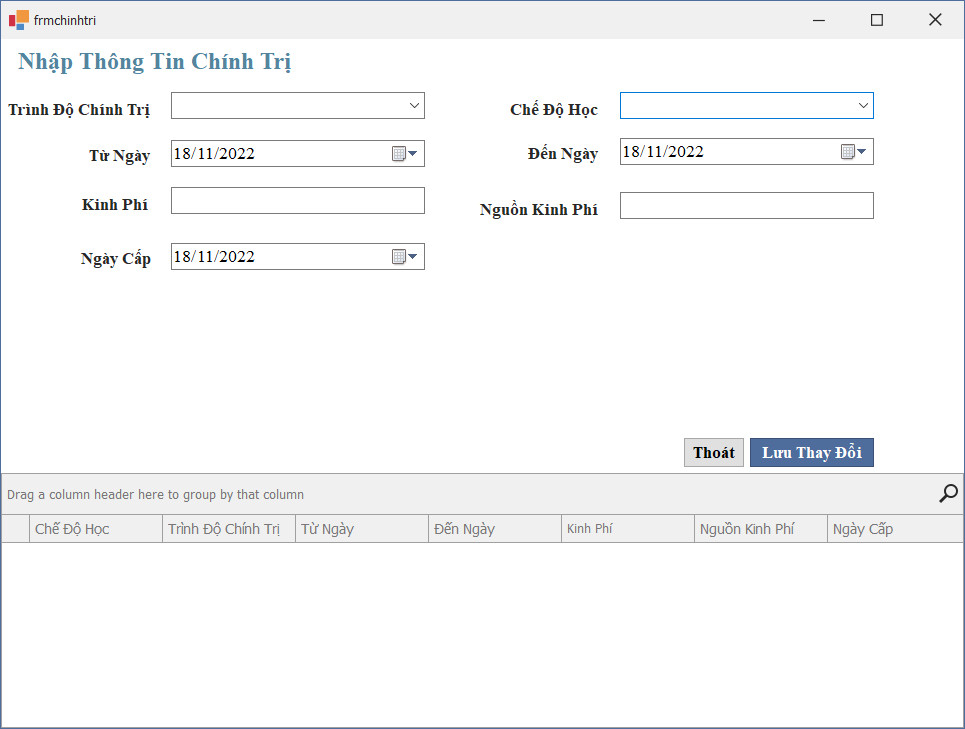 frmchinhtri
Nhập Thông Tin Chính Trị
Trình Độ Chính Trị Chế Độ Học
Từ Ngày 18/11/2022 Đến Ngày 18/11/2022
Kinh Phí Nguồn Kinh Phí
Ngày Cấp 18/11/2022
Thoát Lưu Thay Đổi
Drag a column header here to group by that column
Chế Độ Học Trình Độ Chính Trị Từ Ngày Đến Ngày Kinh Phí Nguồn Kinh Phí Ngày Cấp